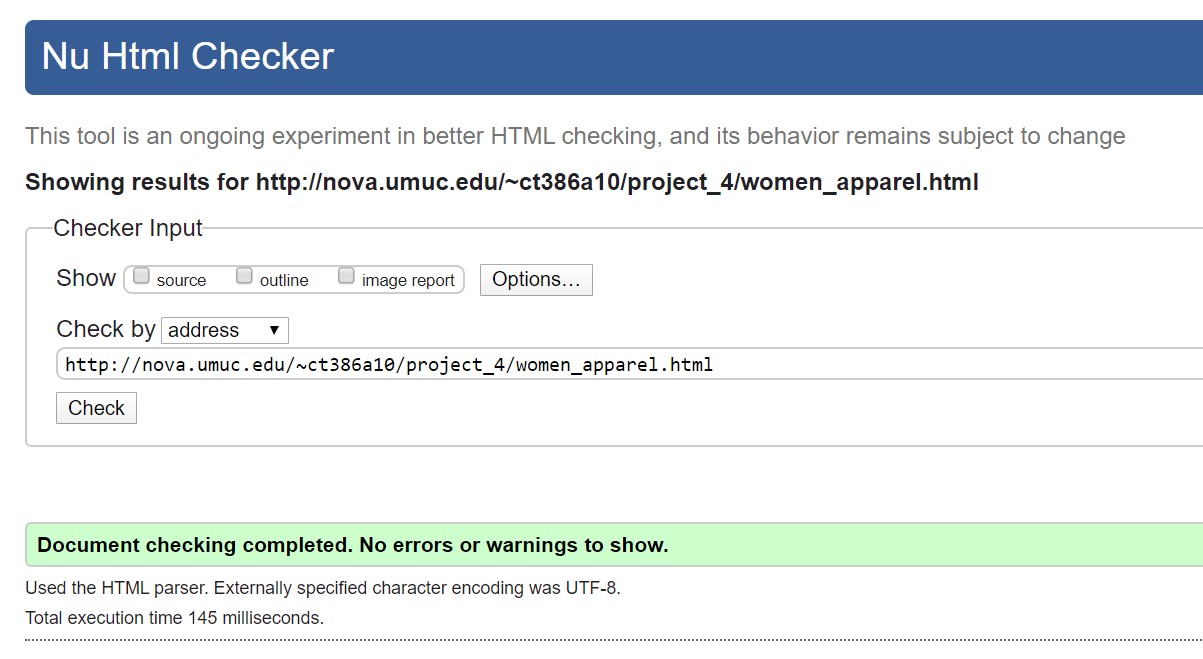 Nu Html Checker
This tool is an ongoing experiment in better HTML checking, and its behavior remains subject to change
Showing results for http://nova.umuc.edu/~ct386a10/project_4/women_apparel.html
Checker Input
Show source outline image report Options...
Check by address
http://nova.umuc.edu/~ct386a10/project_4/women_apparel.html
Check
Document checking completed. No errors or warnings to show.
Used the HTML parser. Externally specified character encoding was UTF-8.
Total execution time 145 milliseconds.